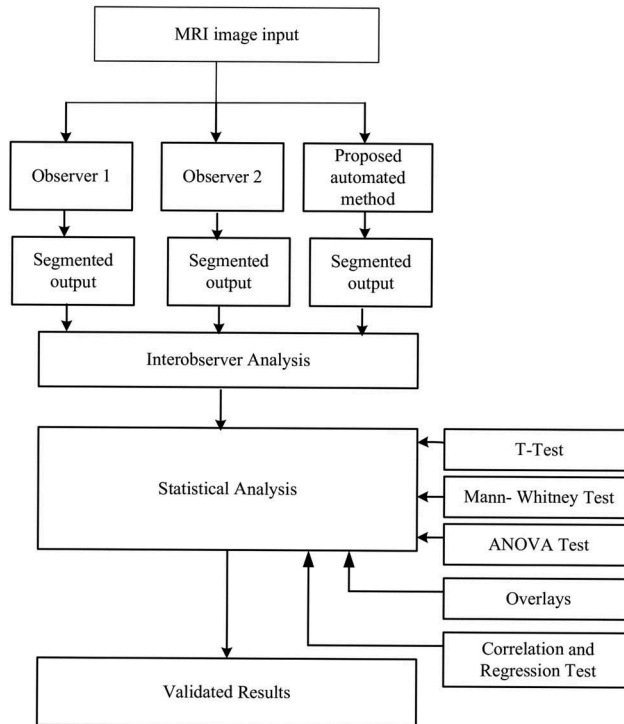 MRI image input
Observer 1
Observer 2
Proposed
automated
method
Segmented
output
Segmented
output
Segmented
output
Interobserver Analysis
Statistical Analysis
T-Test
Mann- Whitney Test
ANOVA Test
Overlays
Correlation and
Regression Test
Validated Results